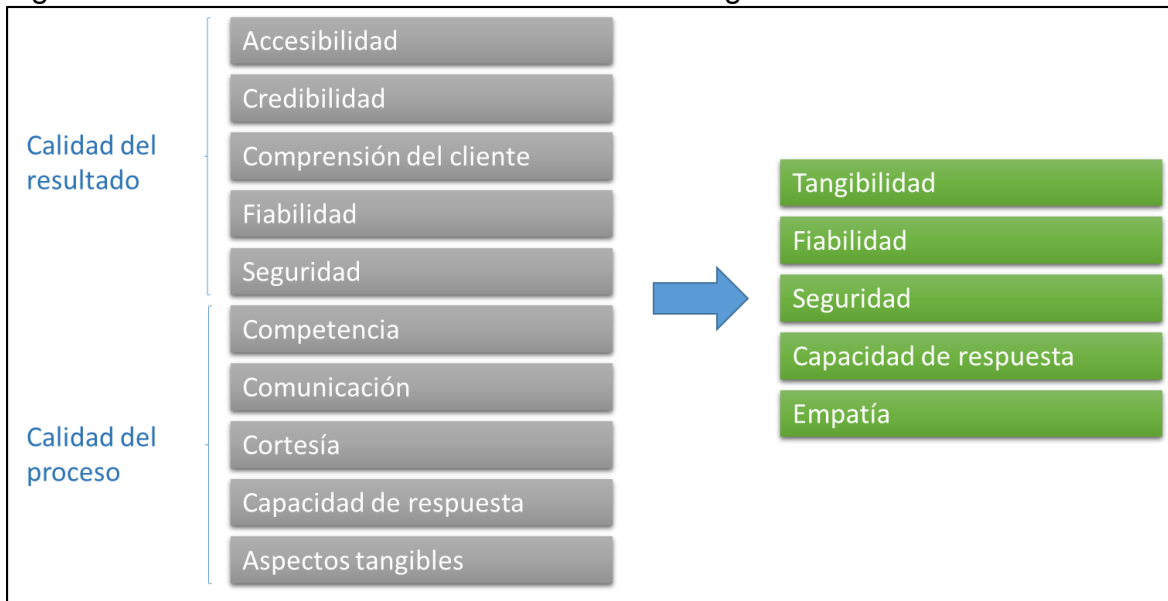 Calidad del
resultado
Accesibilidad
Credibilidad
Comprensión del cliente
Fiabilidad
Seguridad
Calidad del
proceso
Competencia
Comunicación
Cortesía
Capacidad de respuesta
Aspectos tangibles
Tangibilidad
Fiabilidad
Seguridad
Capacidad de respuesta
Empatía